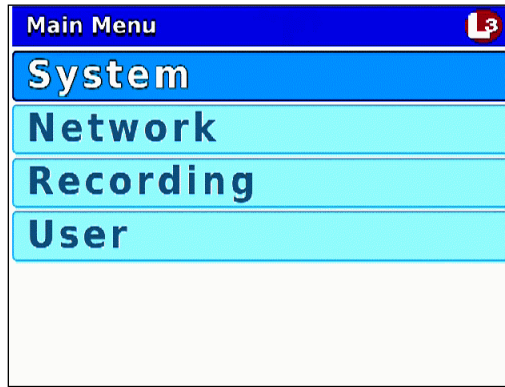 Main Menu
L3
System
Network
Recording
User